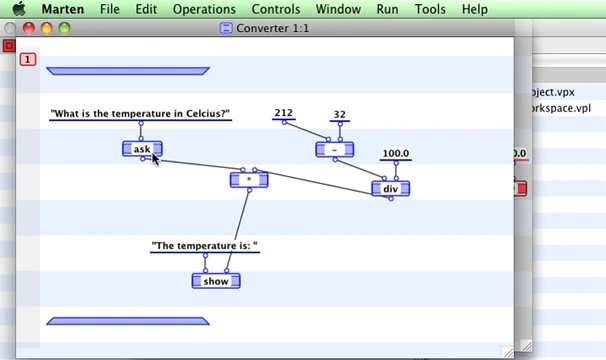 Marten File Edit Operations Controls Window Run Tools Help
Converter 1:1
1
oject.vpx
orkspace.vpl
"What is the temperature in Celcius?"
212
32
ask
-
100.0
0.0
*
div
"The temperature is: "
show